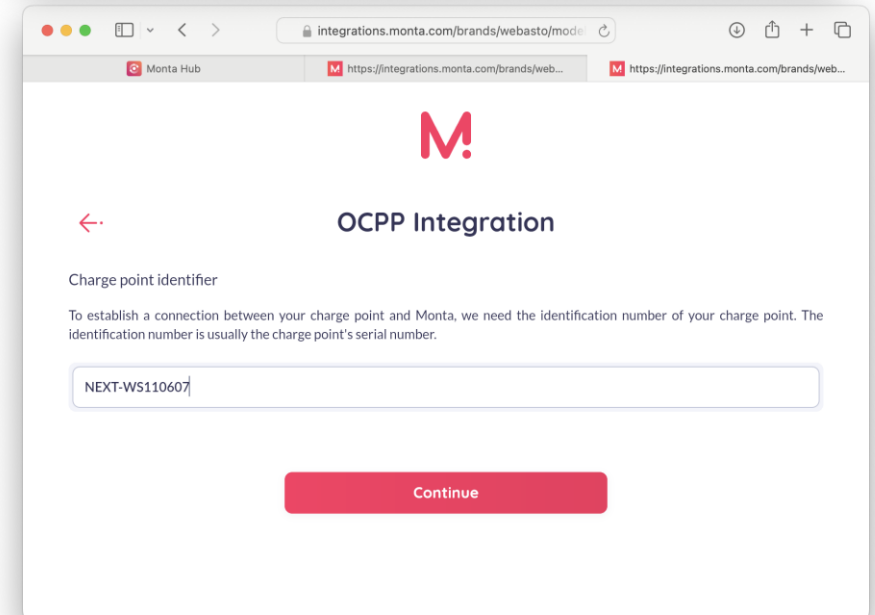 integrations.monta.com/brands/webasto/mode
Monta Hub
https://integrations.monta.com/brands/web...
https://integrations.monta.com/brands/web...
OCPP Integration
Charge point identifier
To establish a connection between your charge point and Monta, we need the identification number of your charge point. The
identification number is usually the charge point's serial number.
NEXT-WS110607
Continue